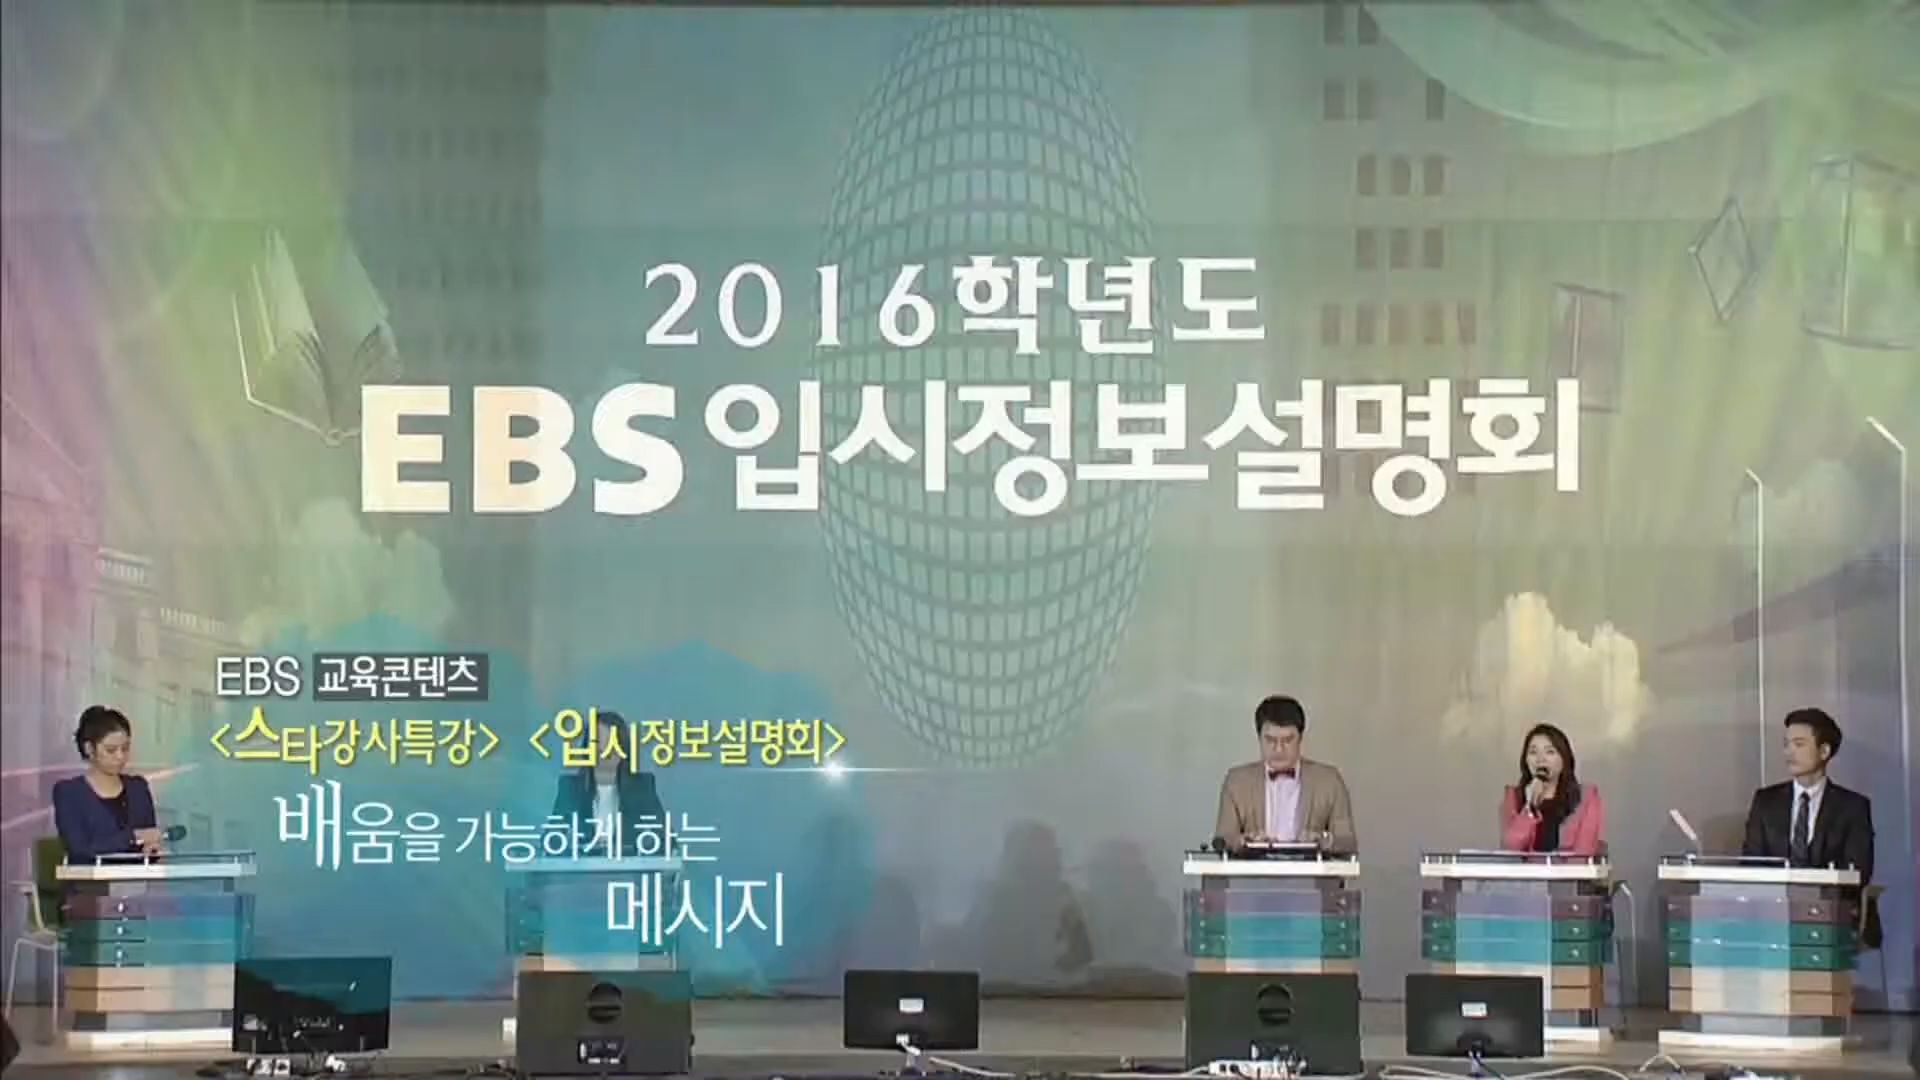 2016학년도
EBS 입시정보설명회
EBS 교육콘텐츠
<스타강사특강> <입시정보설명회>
배움을 가능하게 하는
메시지